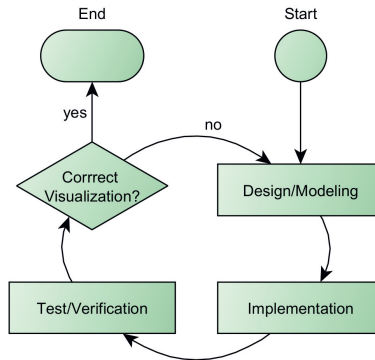 End
Start
yes
no
Corrrect
Visualization?
Design/Modeling
Test/Verification
Implementation